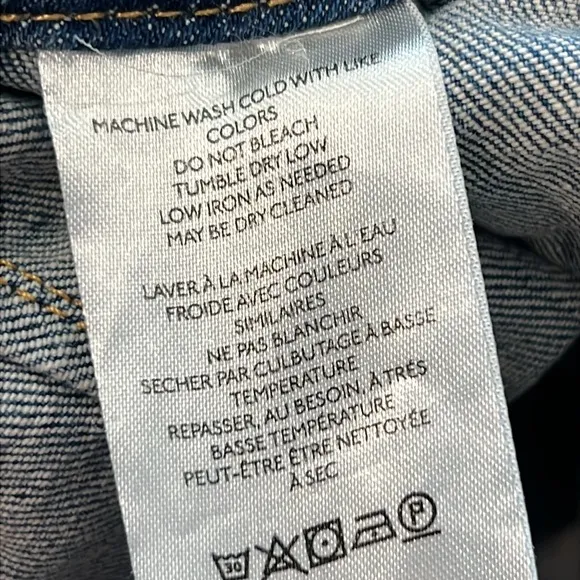 MACHINE WASH COLD WITH LIKE
COLORS
DO NOT BLEACH
TUMBLE DRY LOW
LOW IRON AS NEEDED
MAY BE DRY CLEANED
LAVER À LA MACHINE À L'EAU
FROIDE AVEC COULEURS
SIMILAIRES
NE PAS BLANCHIR
SECHER PAR CULBUTAGE À BASSE
TEMPERATURE
REPASSER, AU BESOIN, À TRÈS
BASSE TEMPÉRATURE
PEUT-ÊTRE ÊTRE NETTOYÉE
À SEC
30 P